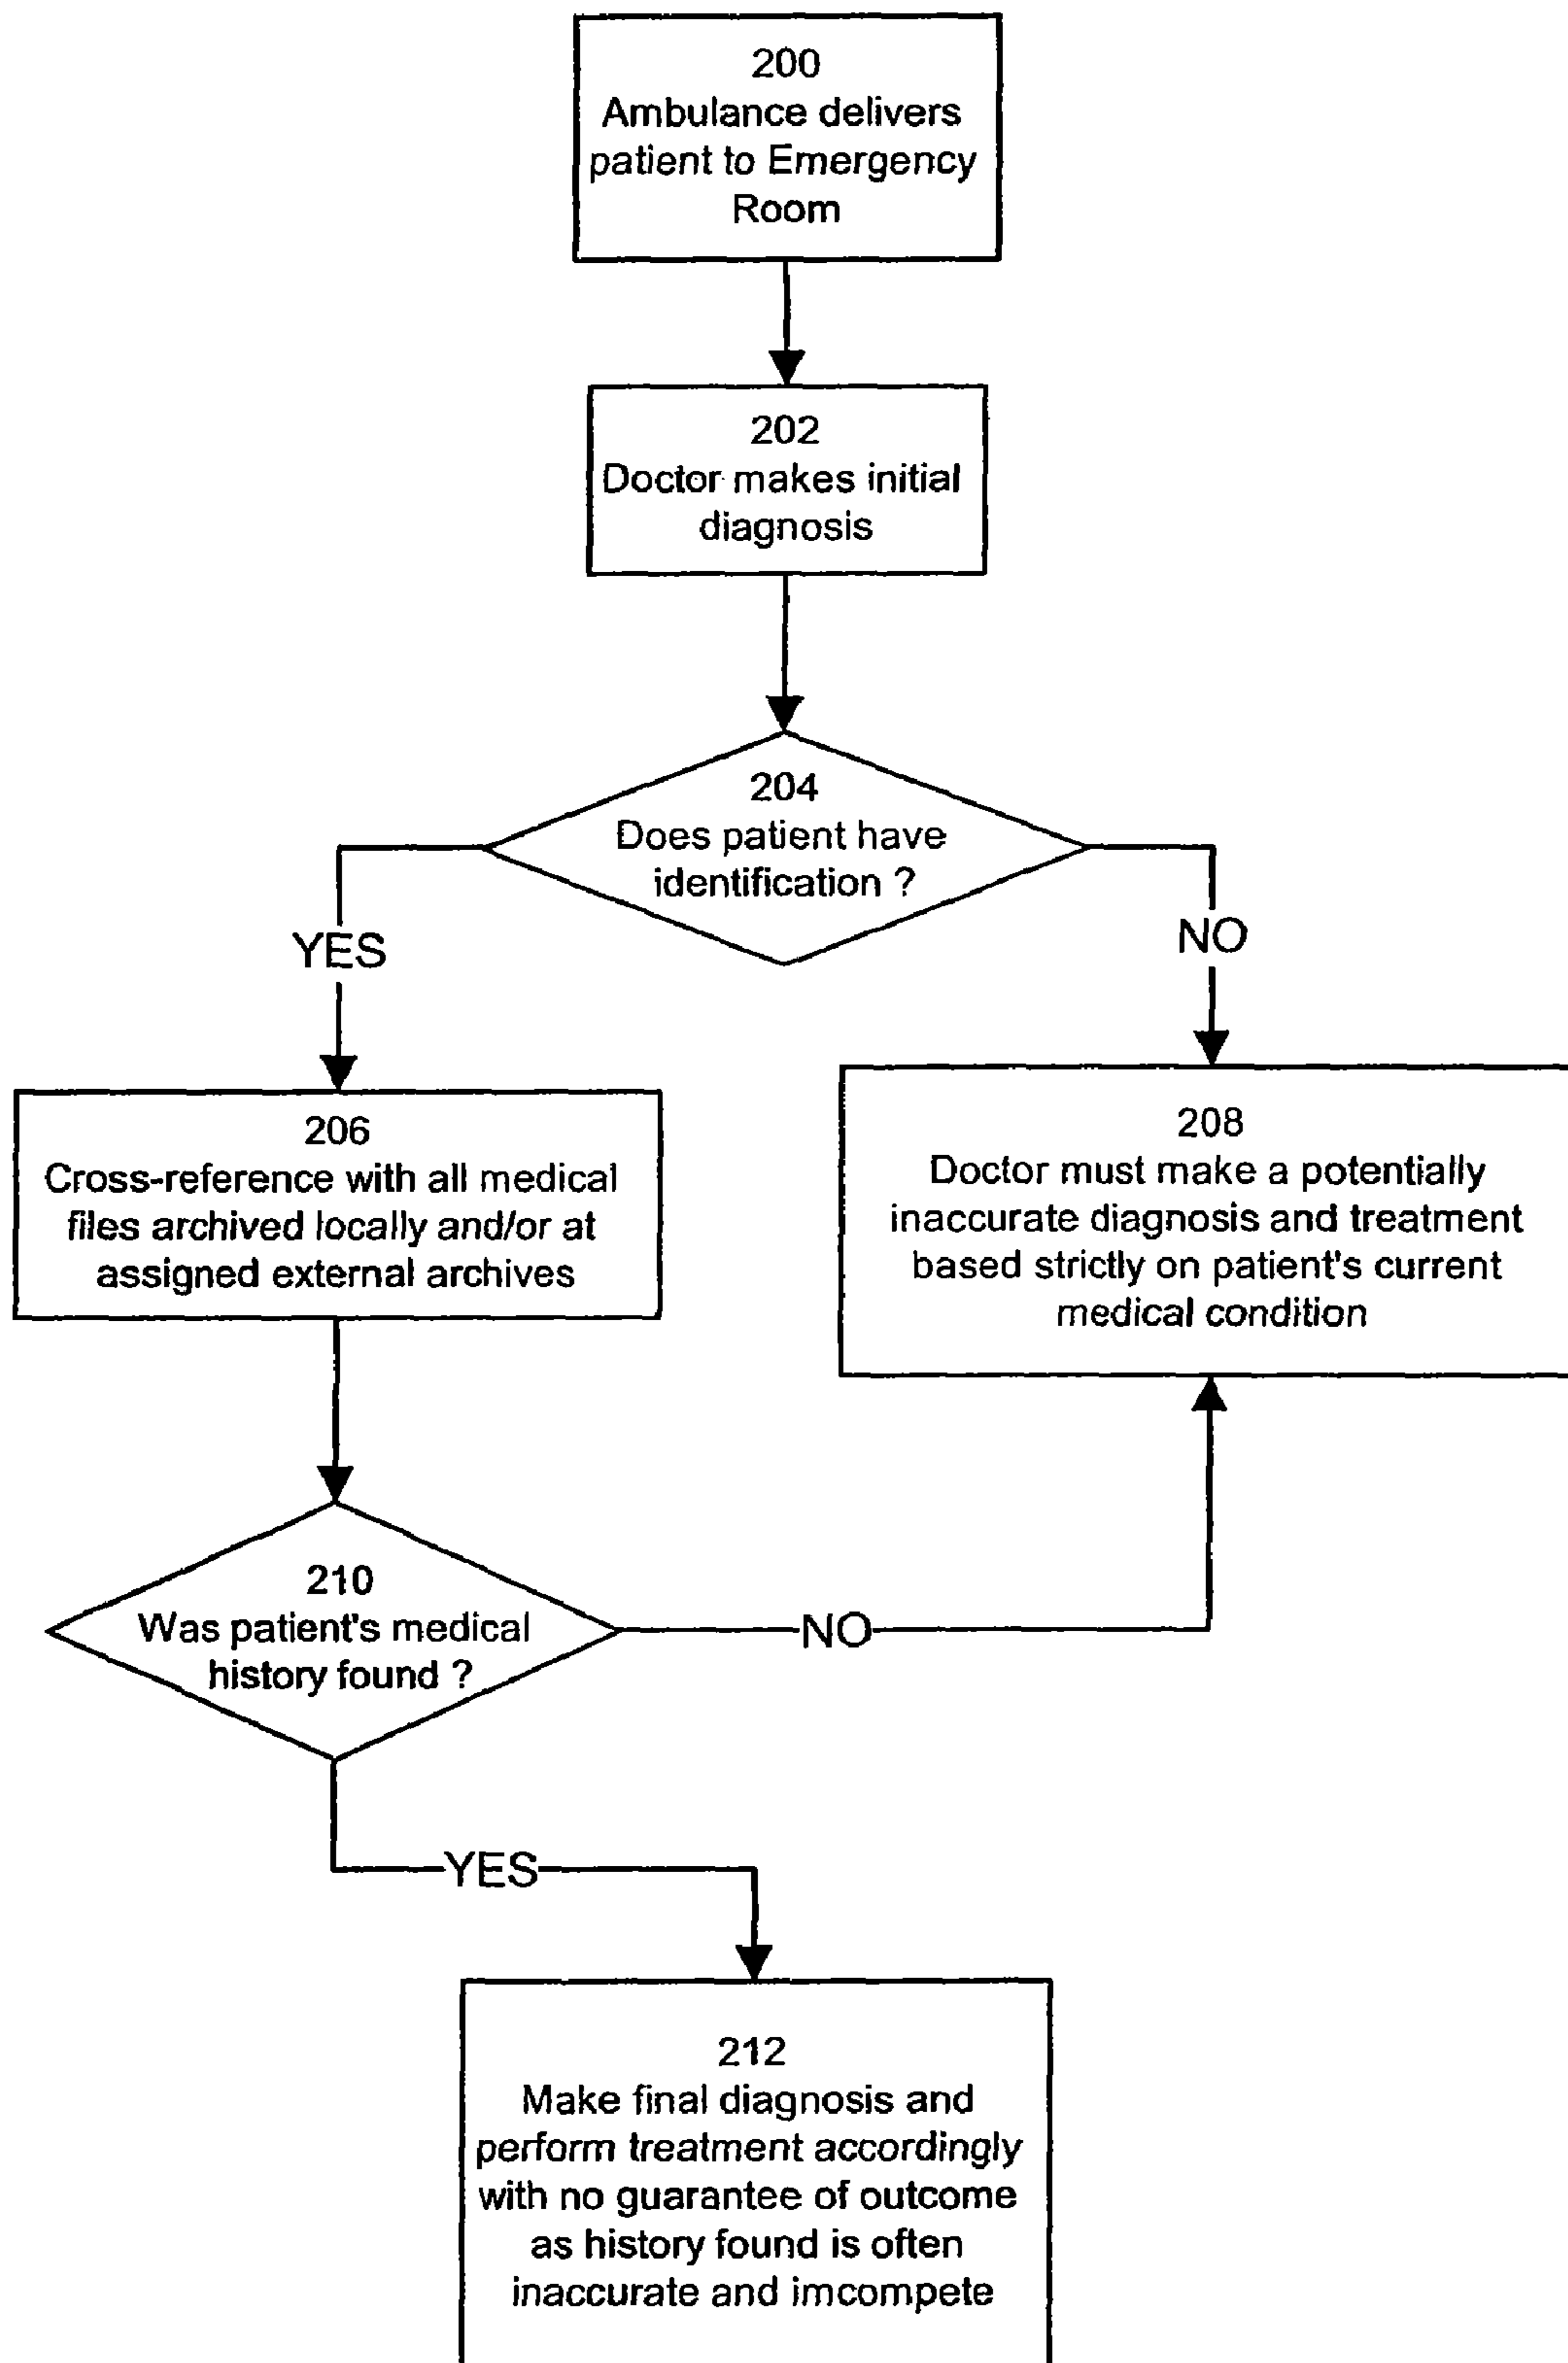 200
Ambulance delivers
patient to Emergency
Room
202
Doctor makes initial
diagnosis
204
Does patient have
identification ?
YES
NO
206
Cross-reference with all medical
files archived locally and/or at
assigned external archives
208
Doctor must make a potentially
inaccurate diagnosis and treatment
based strictly on patient's current
medical condition
210
Was patient's medical
history found ?
NO
YES
212
Make final diagnosis and
perform treatment accordingly
with no guarantee of outcome
as history found is often
inaccurate and imcompete